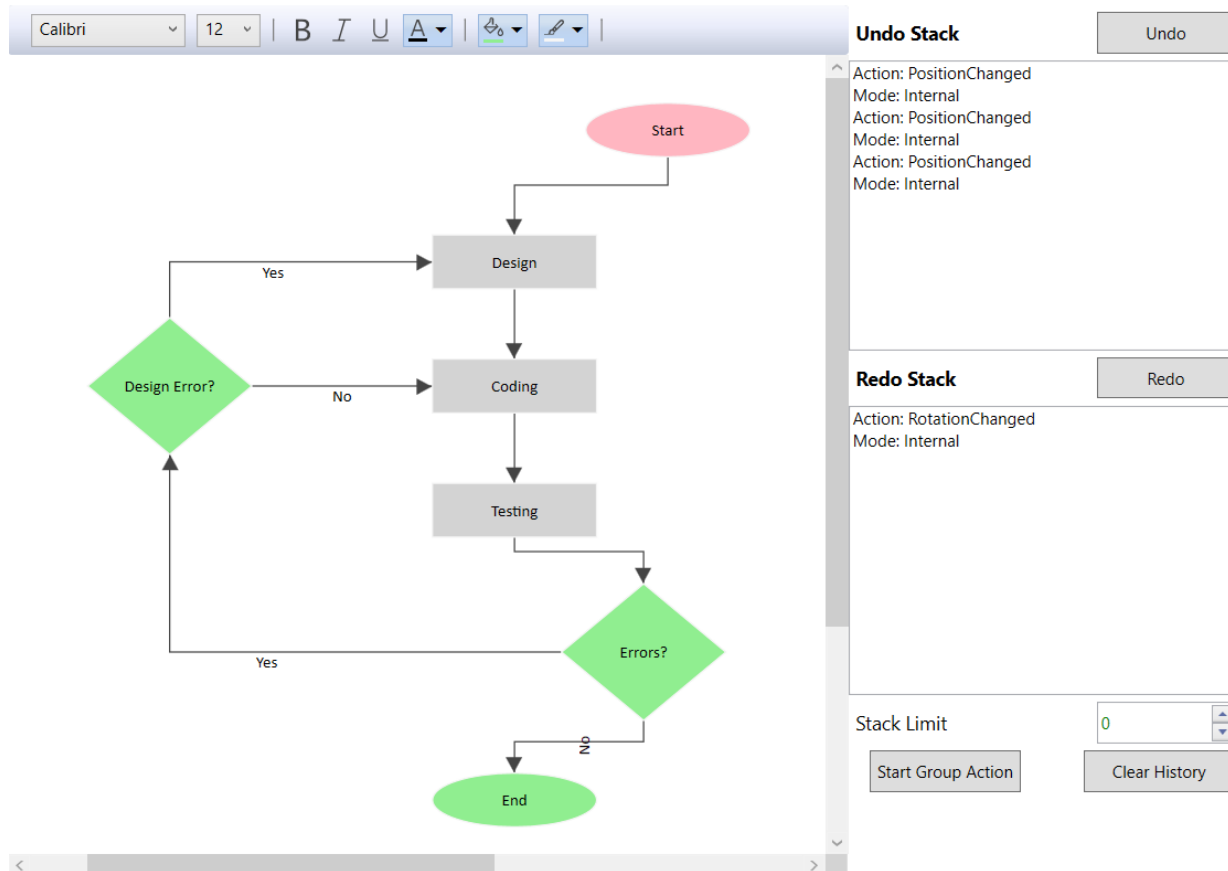 Calibri
12
B I U A
Undo Stack
Undo
Action: PositionChanged
Mode: Internal
Action: PositionChanged
Mode: Internal
Action: PositionChanged
Mode: Internal
Start
Design
Yes
Design Error?
No
Coding
Testing
Errors?
Yes
No
End
Redo Stack
Redo
Action: RotationChanged
Mode: Internal
Stack Limit
0
Start Group Action
Clear History